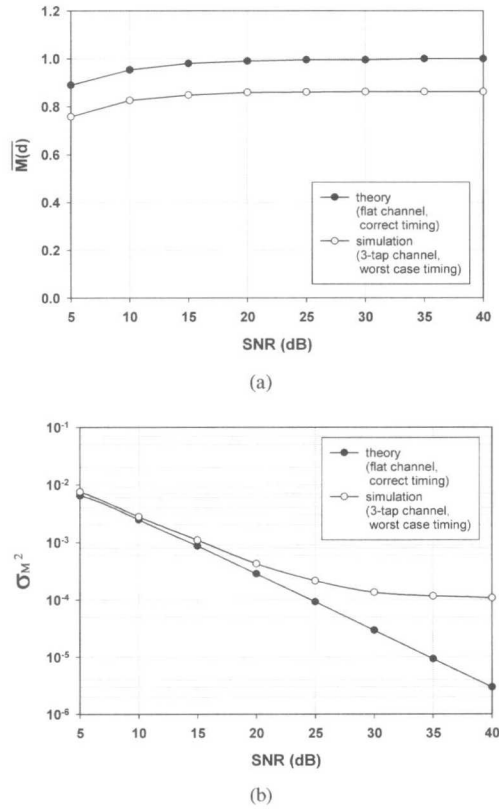 1.2
1.0
0.8
0.6
0.4
0.2
0.0
M(d)
theory
(flat channel,
correct timing)
simulation
(3-tap channel,
worst case timing)
5 10 15 20 25 30 35 40
SNR (dB)
(a)
10⁻¹
10⁻²
10⁻³
10⁻⁴
10⁻⁵
10⁻⁶
σM²
theory
(flat channel,
correct timing)
simulation
(3-tap channel,
worst case timing)
5 10 15 20 25 30 35 40
SNR (dB)
(b)